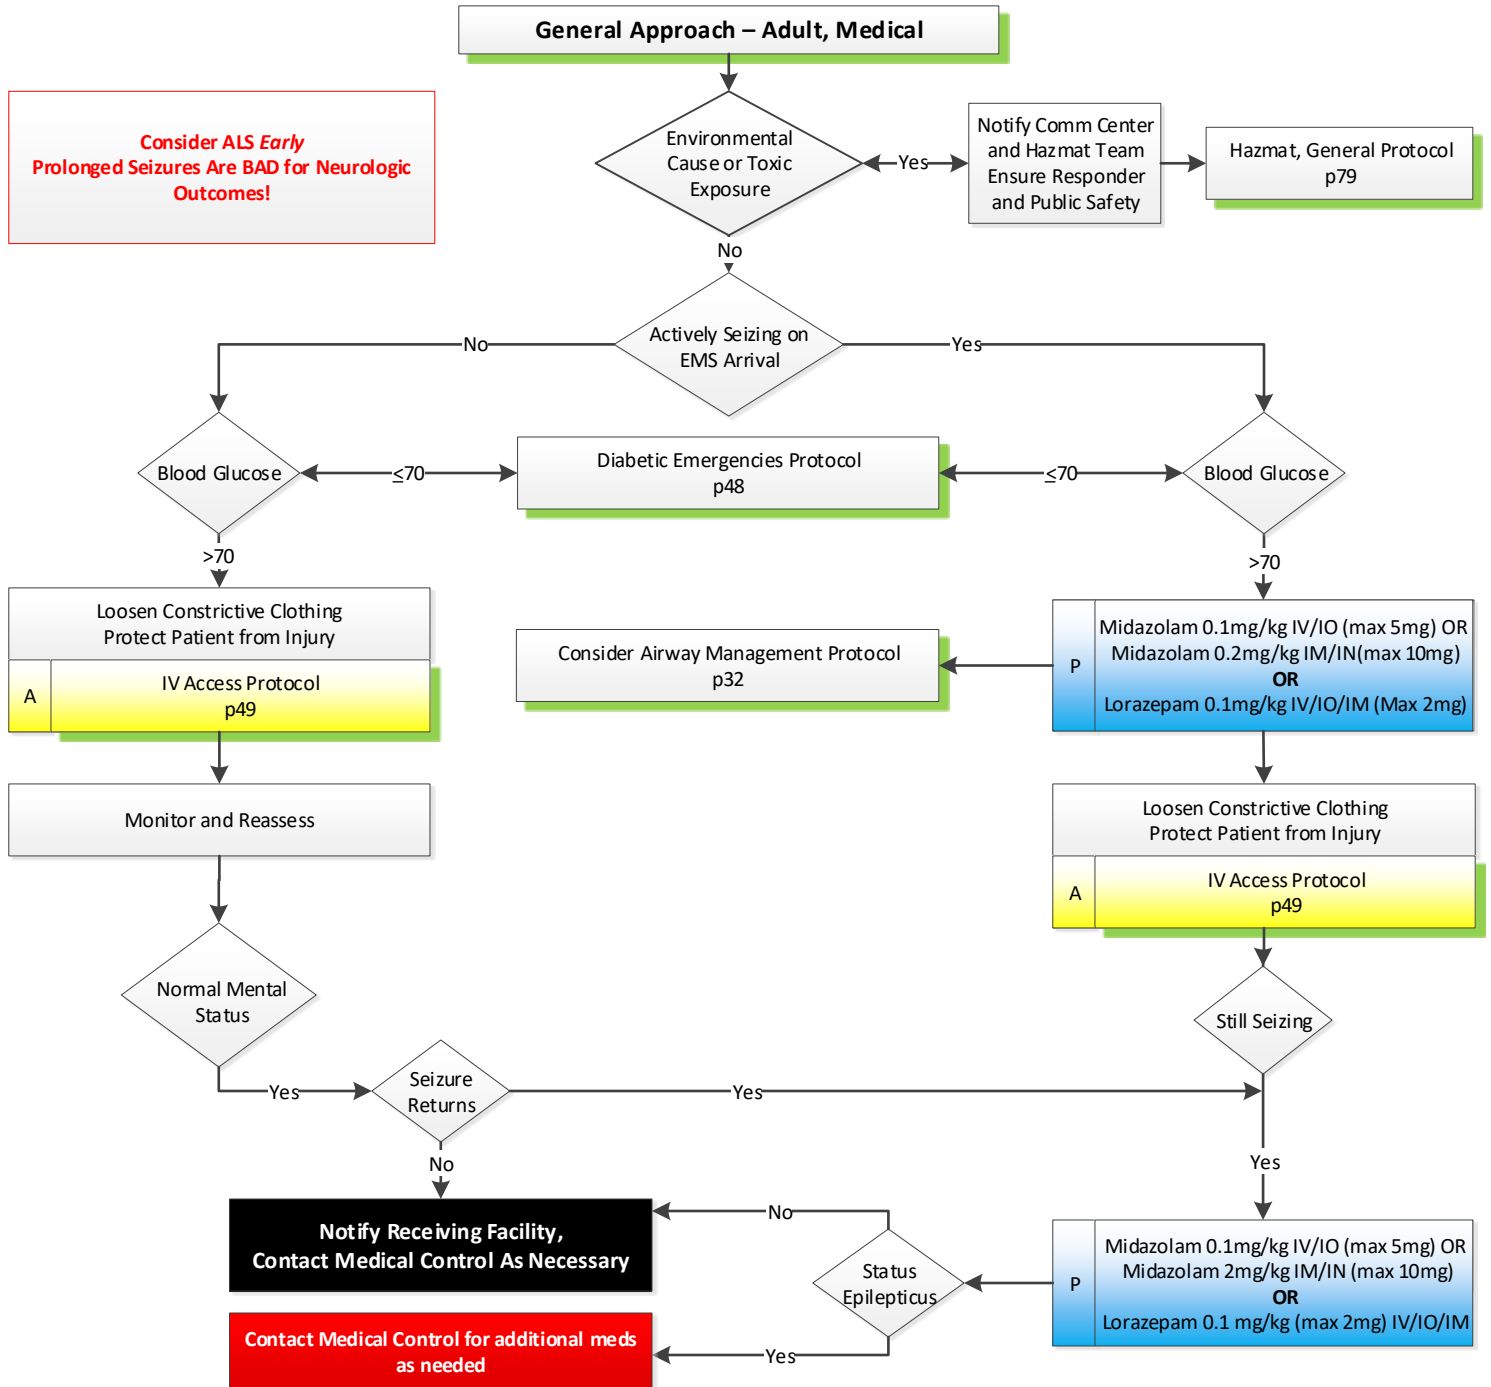 General Approach – Adult, Medical
Consider ALS Early
Prolonged Seizures Are BAD for Neurologic
Outcomes!
Environmental
Cause or Toxic
Exposure
Yes
Notify Comm Center
and Hazmat Team
Ensure Responder
and Public Safety
Hazmat, General Protocol
p79
No
Actively Seizing on
EMS Arrival
No
Yes
Blood Glucose
≤70
Diabetic Emergencies Protocol
p48
≤70
Blood Glucose
>70
>70
Loosen Constrictive Clothing
Protect Patient from Injury
A
IV Access Protocol
p49
Consider Airway Management Protocol
p32
P
Midazolam 0.1mg/kg IV/IO (max 5mg) OR
Midazolam 0.2mg/kg IM/IN(max 10mg)
OR
Lorazepam 0.1mg/kg IV/IO/IM (Max 2mg)
Monitor and Reassess
Loosen Constrictive Clothing
Protect Patient from Injury
A
IV Access Protocol
p49
Normal Mental
Status
Still Seizing
Yes
Seizure
Returns
Yes
No
Yes
Notify Receiving Facility,
Contact Medical Control As Necessary
No
Status
Epilepticus
P
Midazolam 0.1mg/kg IV/IO (max 5mg) OR
Midazolam 2mg/kg IM/IN (max 10mg)
OR
Lorazepam 0.1 mg/kg (max 2mg) IV/IO/IM
Contact Medical Control for additional meds
as needed
Yes